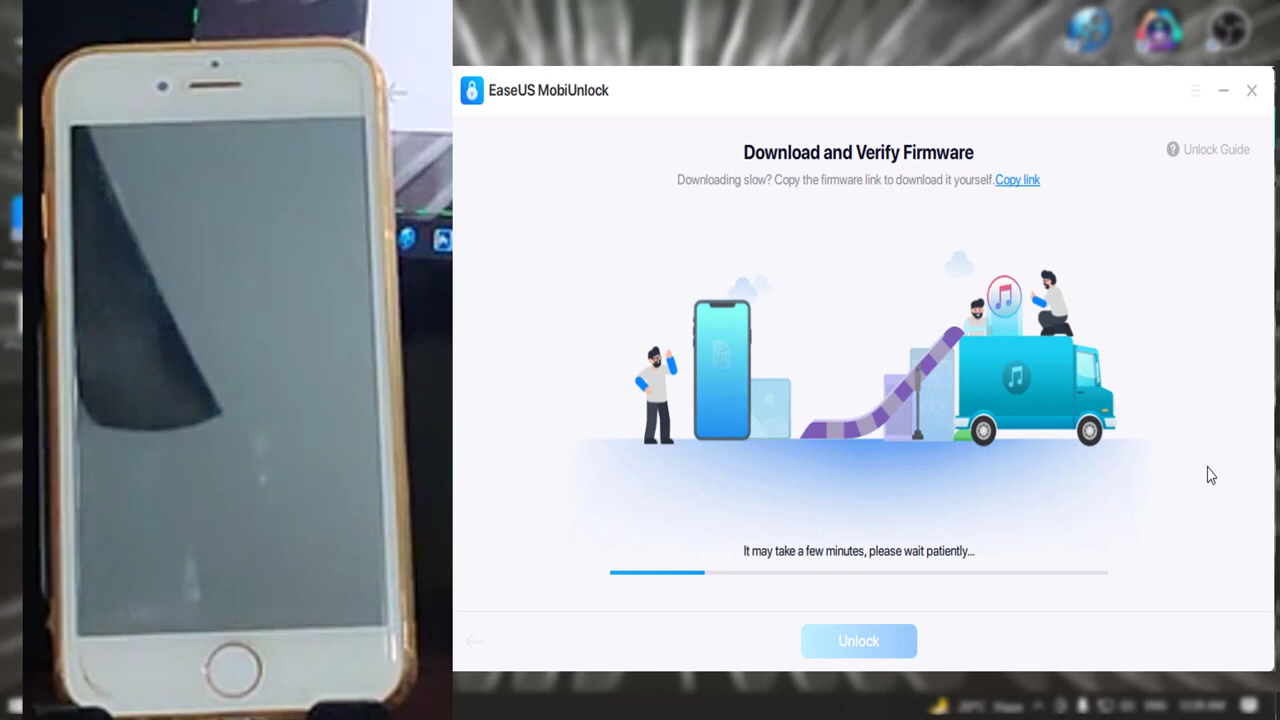 EaseUS MobiUnlock
Download and Verify Firmware
Unlock Guide
Downloading slow? Copy the firmware link to download it yourself.Copy link
It may take a few minutes, please wait patiently...
Unlock